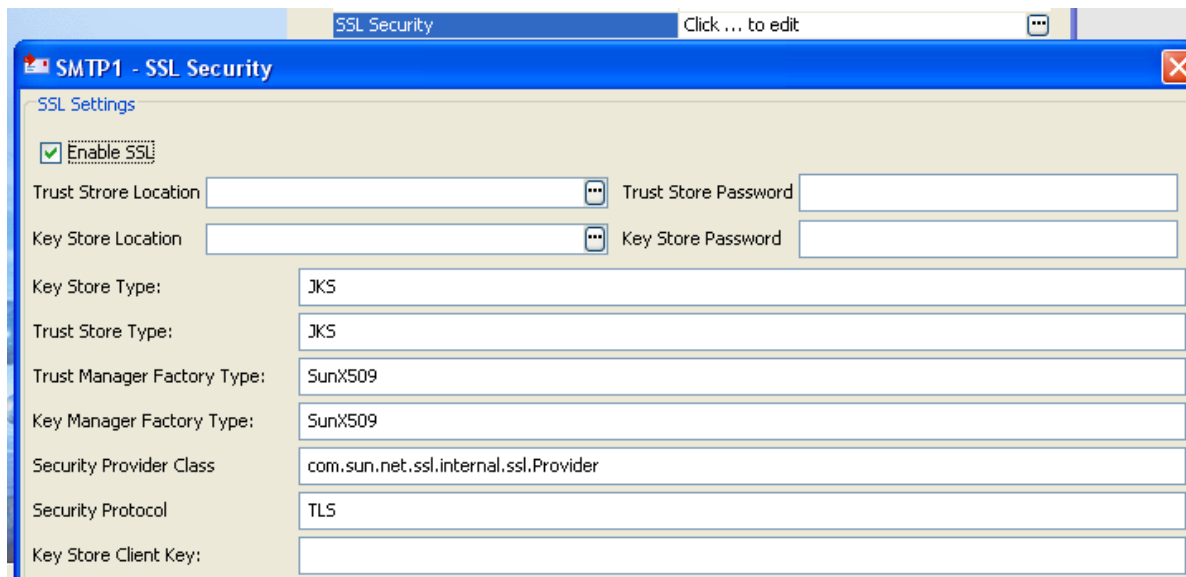 SSL Security Click ... to edit
SMTP1 - SSL Security
SSL Settings
Enable SSL
Trust Strore Location Trust Store Password
Key Store Location Key Store Password
Key Store Type: JKS
Trust Store Type: JKS
Trust Manager Factory Type: SunX509
Key Manager Factory Type: SunX509
Security Provider Class com.sun.net.ssl.internal.ssl.Provider
Security Protocol TLS
Key Store Client Key: